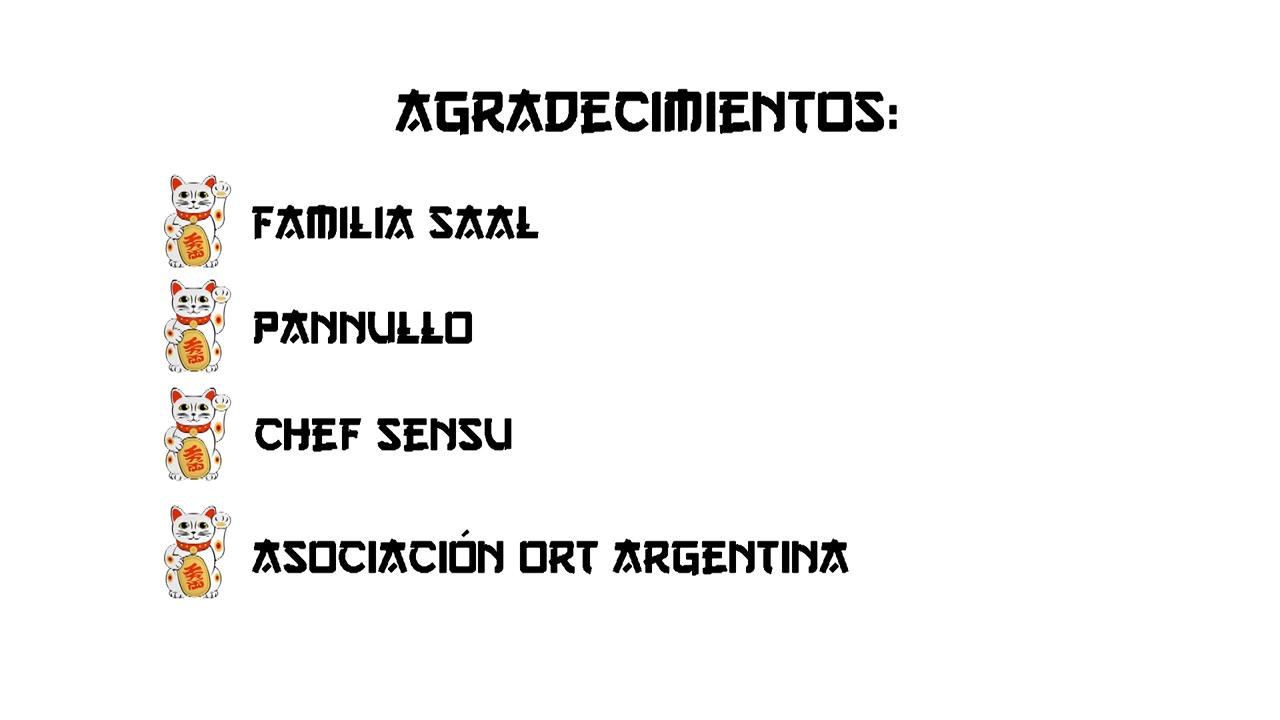 AGRADECIMIENTOS:
FAMILIA SAAL
PANNULLO
CHEF SENSU
ASOCIACIÓN ORT ARGENTINA